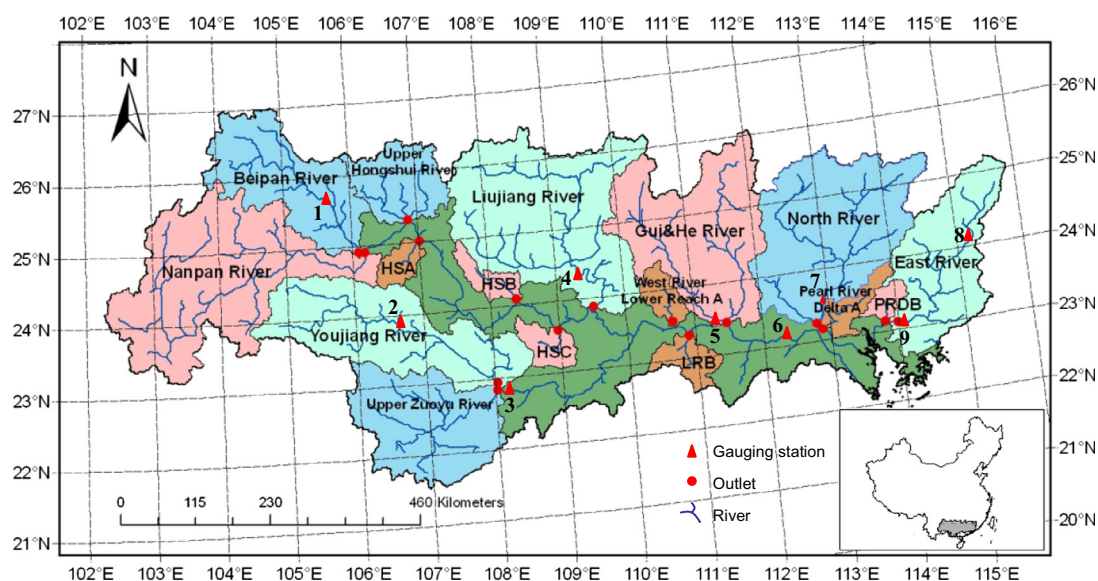 102°E 103°E 104°E 105°E 106°E 107°E 108°E 109°E 110°E 111°E 112°E 113°E 114°E 115°E 116°E
N
26°N
27°N
25°N
26°N
24°N
25°N
23°N
24°N
22°N
23°N
21°N
22°N
20°N
21°N
Upper
Hongshui River
Beipan River
1
Liujiang River
North River
Gui&He River
8
East River
Nanpan River
HSA
HSB
4
West River
Lower Reach A
7
Pearl River
Delta A
PRDB
2
Youjiang River
HSC
5
6
9
LRB
Upper Zuoyu River
3
Gauging station
Outlet
River
0 115 230 460 Kilometers
102°E 103°E 104°E 105°E 106°E 107°E 108°E 109°E 110°E 111°E 112°E 113°E 114°E 115°E